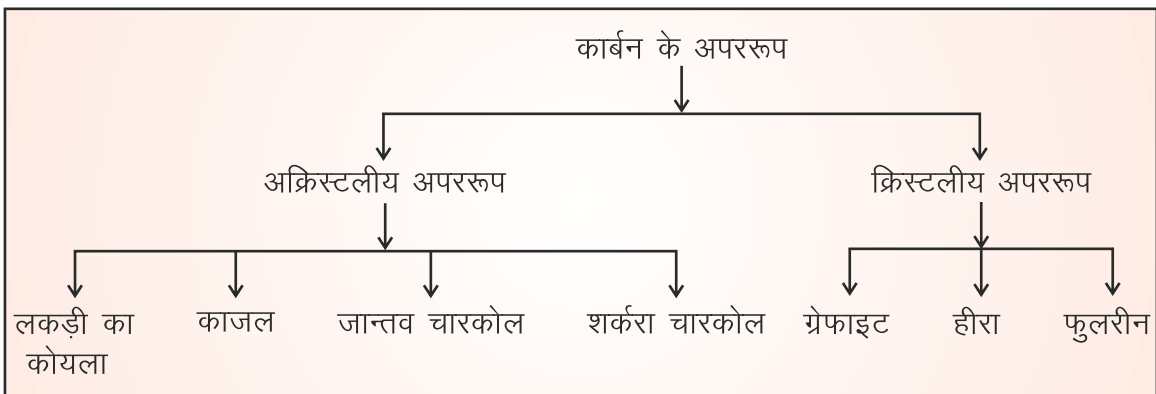 कार्बन के अपररूप
अक्रिस्टलीय अपररूप
क्रिस्टलीय अपररूप
लकड़ी का
कोयला
काजल
जान्तव चारकोल
शर्करा चारकोल
ग्रेफाइट
हीरा
फुलरीन